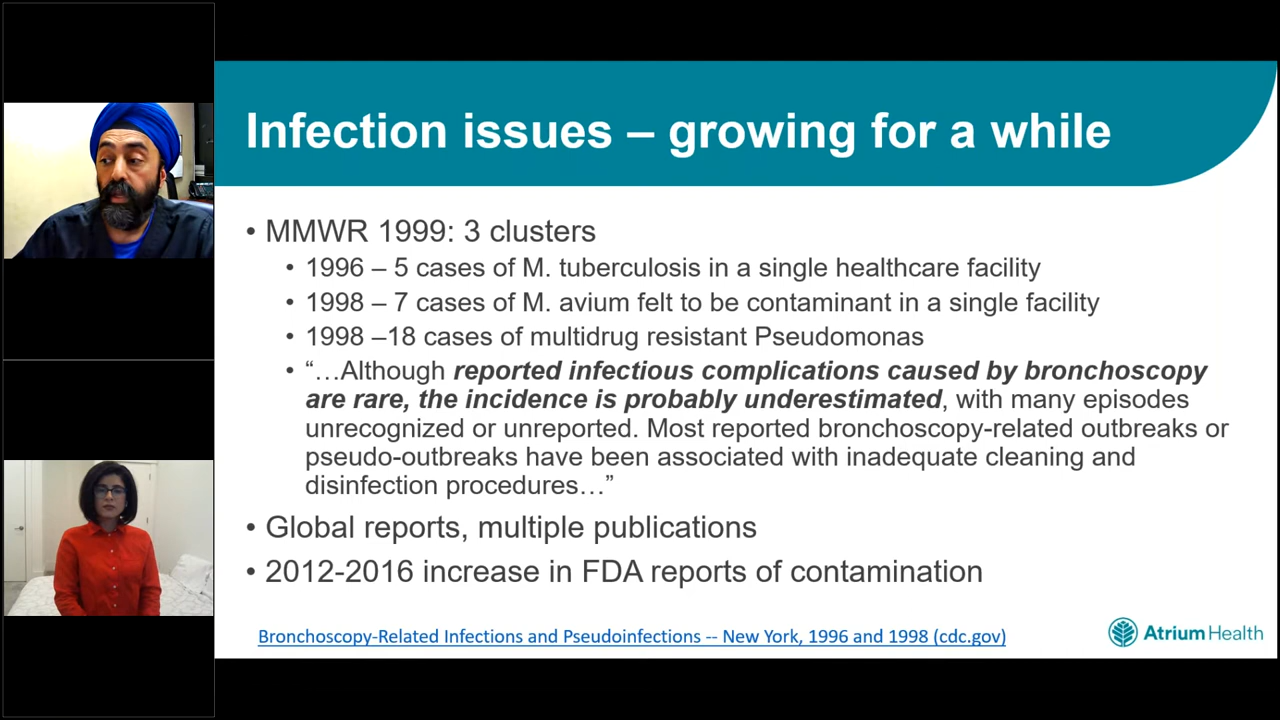 Infection issues – growing for a while
• MMWR 1999: 3 clusters
• 1996 – 5 cases of M. tuberculosis in a single healthcare facility
• 1998 – 7 cases of M. avium felt to be contaminant in a single facility
• 1998 –18 cases of multidrug resistant Pseudomonas
• “…Although reported infectious complications caused by bronchoscopy
are rare, the incidence is probably underestimated, with many episodes
unrecognized or unreported. Most reported bronchoscopy-related outbreaks or
pseudo-outbreaks have been associated with inadequate cleaning and
disinfection procedures…”
• Global reports, multiple publications
• 2012-2016 increase in FDA reports of contamination
Bronchoscopy-Related Infections and Pseudoinfections -- New York, 1996 and 1998 (cdc.gov)
Atrium Health